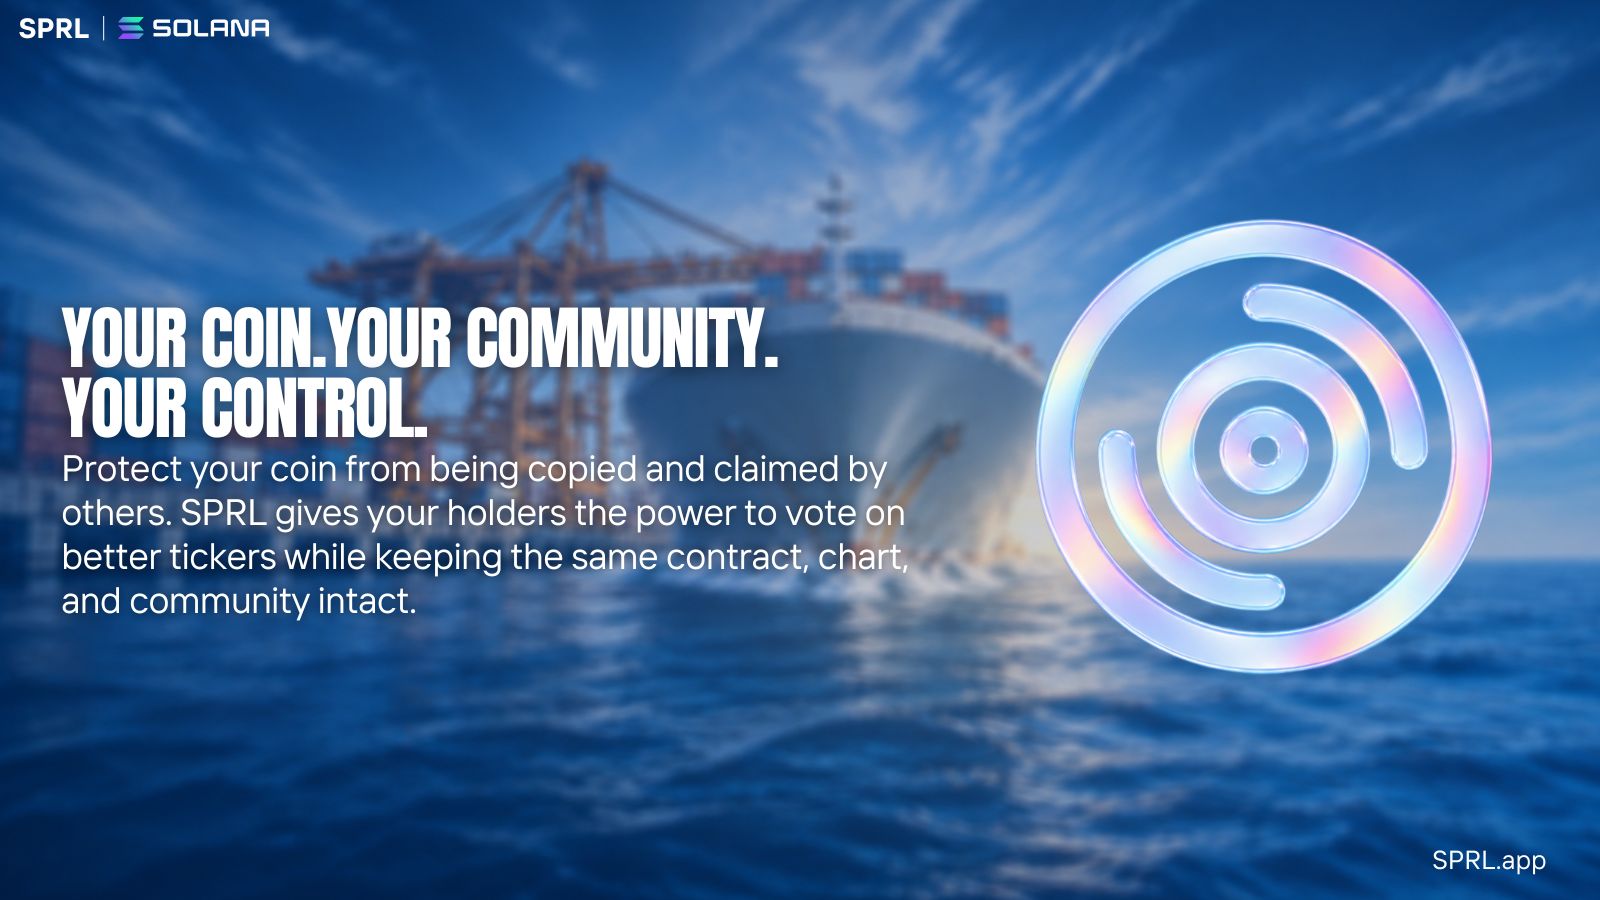 SPRL | SOLANA
YOUR COIN.YOUR COMMUNITY.
YOUR CONTROL.
Protect your coin from being copied and claimed by
others. SPRL gives your holders the power to vote on
better tickers while keeping the same contract, chart,
and community intact.
SPRL.app